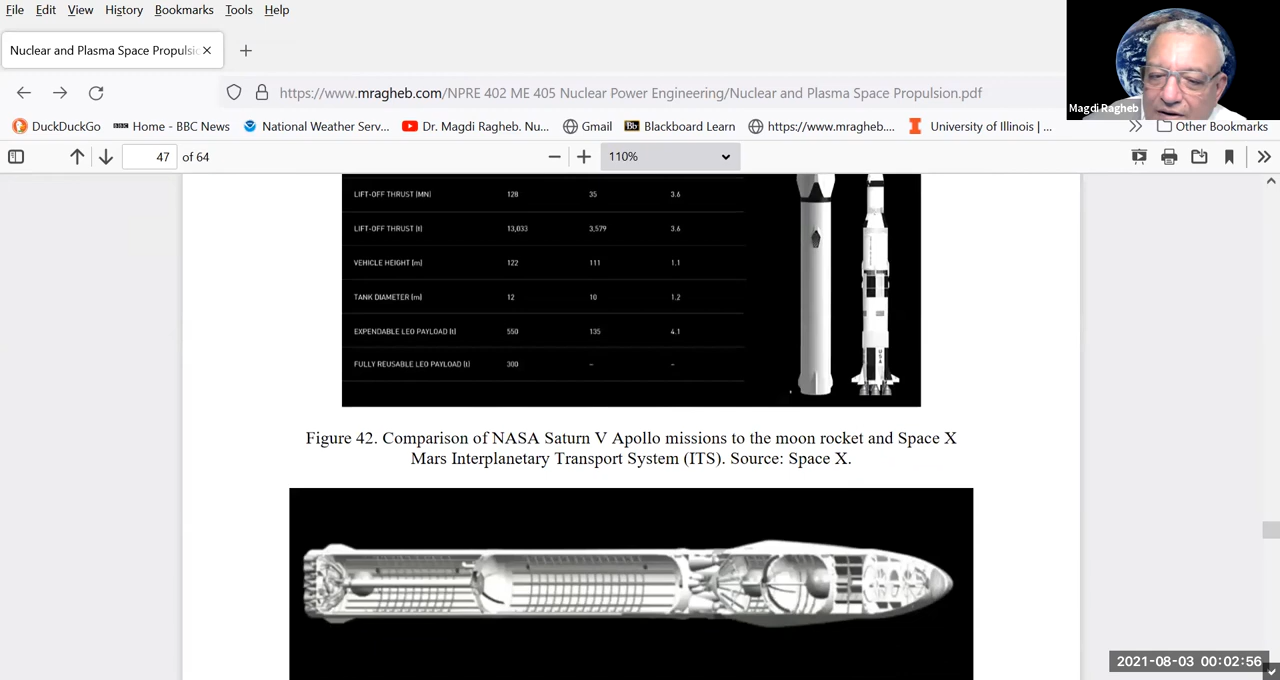 File Edit View History Bookmarks Tools Help
Nuclear and Plasma Space Propulsi
https://www.mragheb.com/NPRE 402 ME 405 Nuclear Power Engineering/Nuclear and Plasma Space Propulsion.pdf
Magdi Ragheb
DuckDuckGo BBC Home - BBC News National Weather Serv... Dr. Magdi Ragheb. Nu... Gmail Bb Blackboard Learn https://www.mragheb.... I University of Illinois | ... Other Bookmarks
47 of 64 110%
LIFT-OFF THRUST (MN) 128 35 3.6
LIFT-OFF THRUST (t) 13,033 3,579 3.6
VEHICLE HEIGHT (m) 122 111 1.1
TANK DIAMETER (m) 12 10 1.2
EXPENDABLE LEO PAYLOAD (t) 550 135 4.1
FULLY REUSABLE LEO PAYLOAD (t) 300 – –
USA
Figure 42. Comparison of NASA Saturn V Apollo missions to the moon rocket and Space X
Mars Interplanetary Transport System (ITS). Source: Space X.
2021-08-03 00:02:56